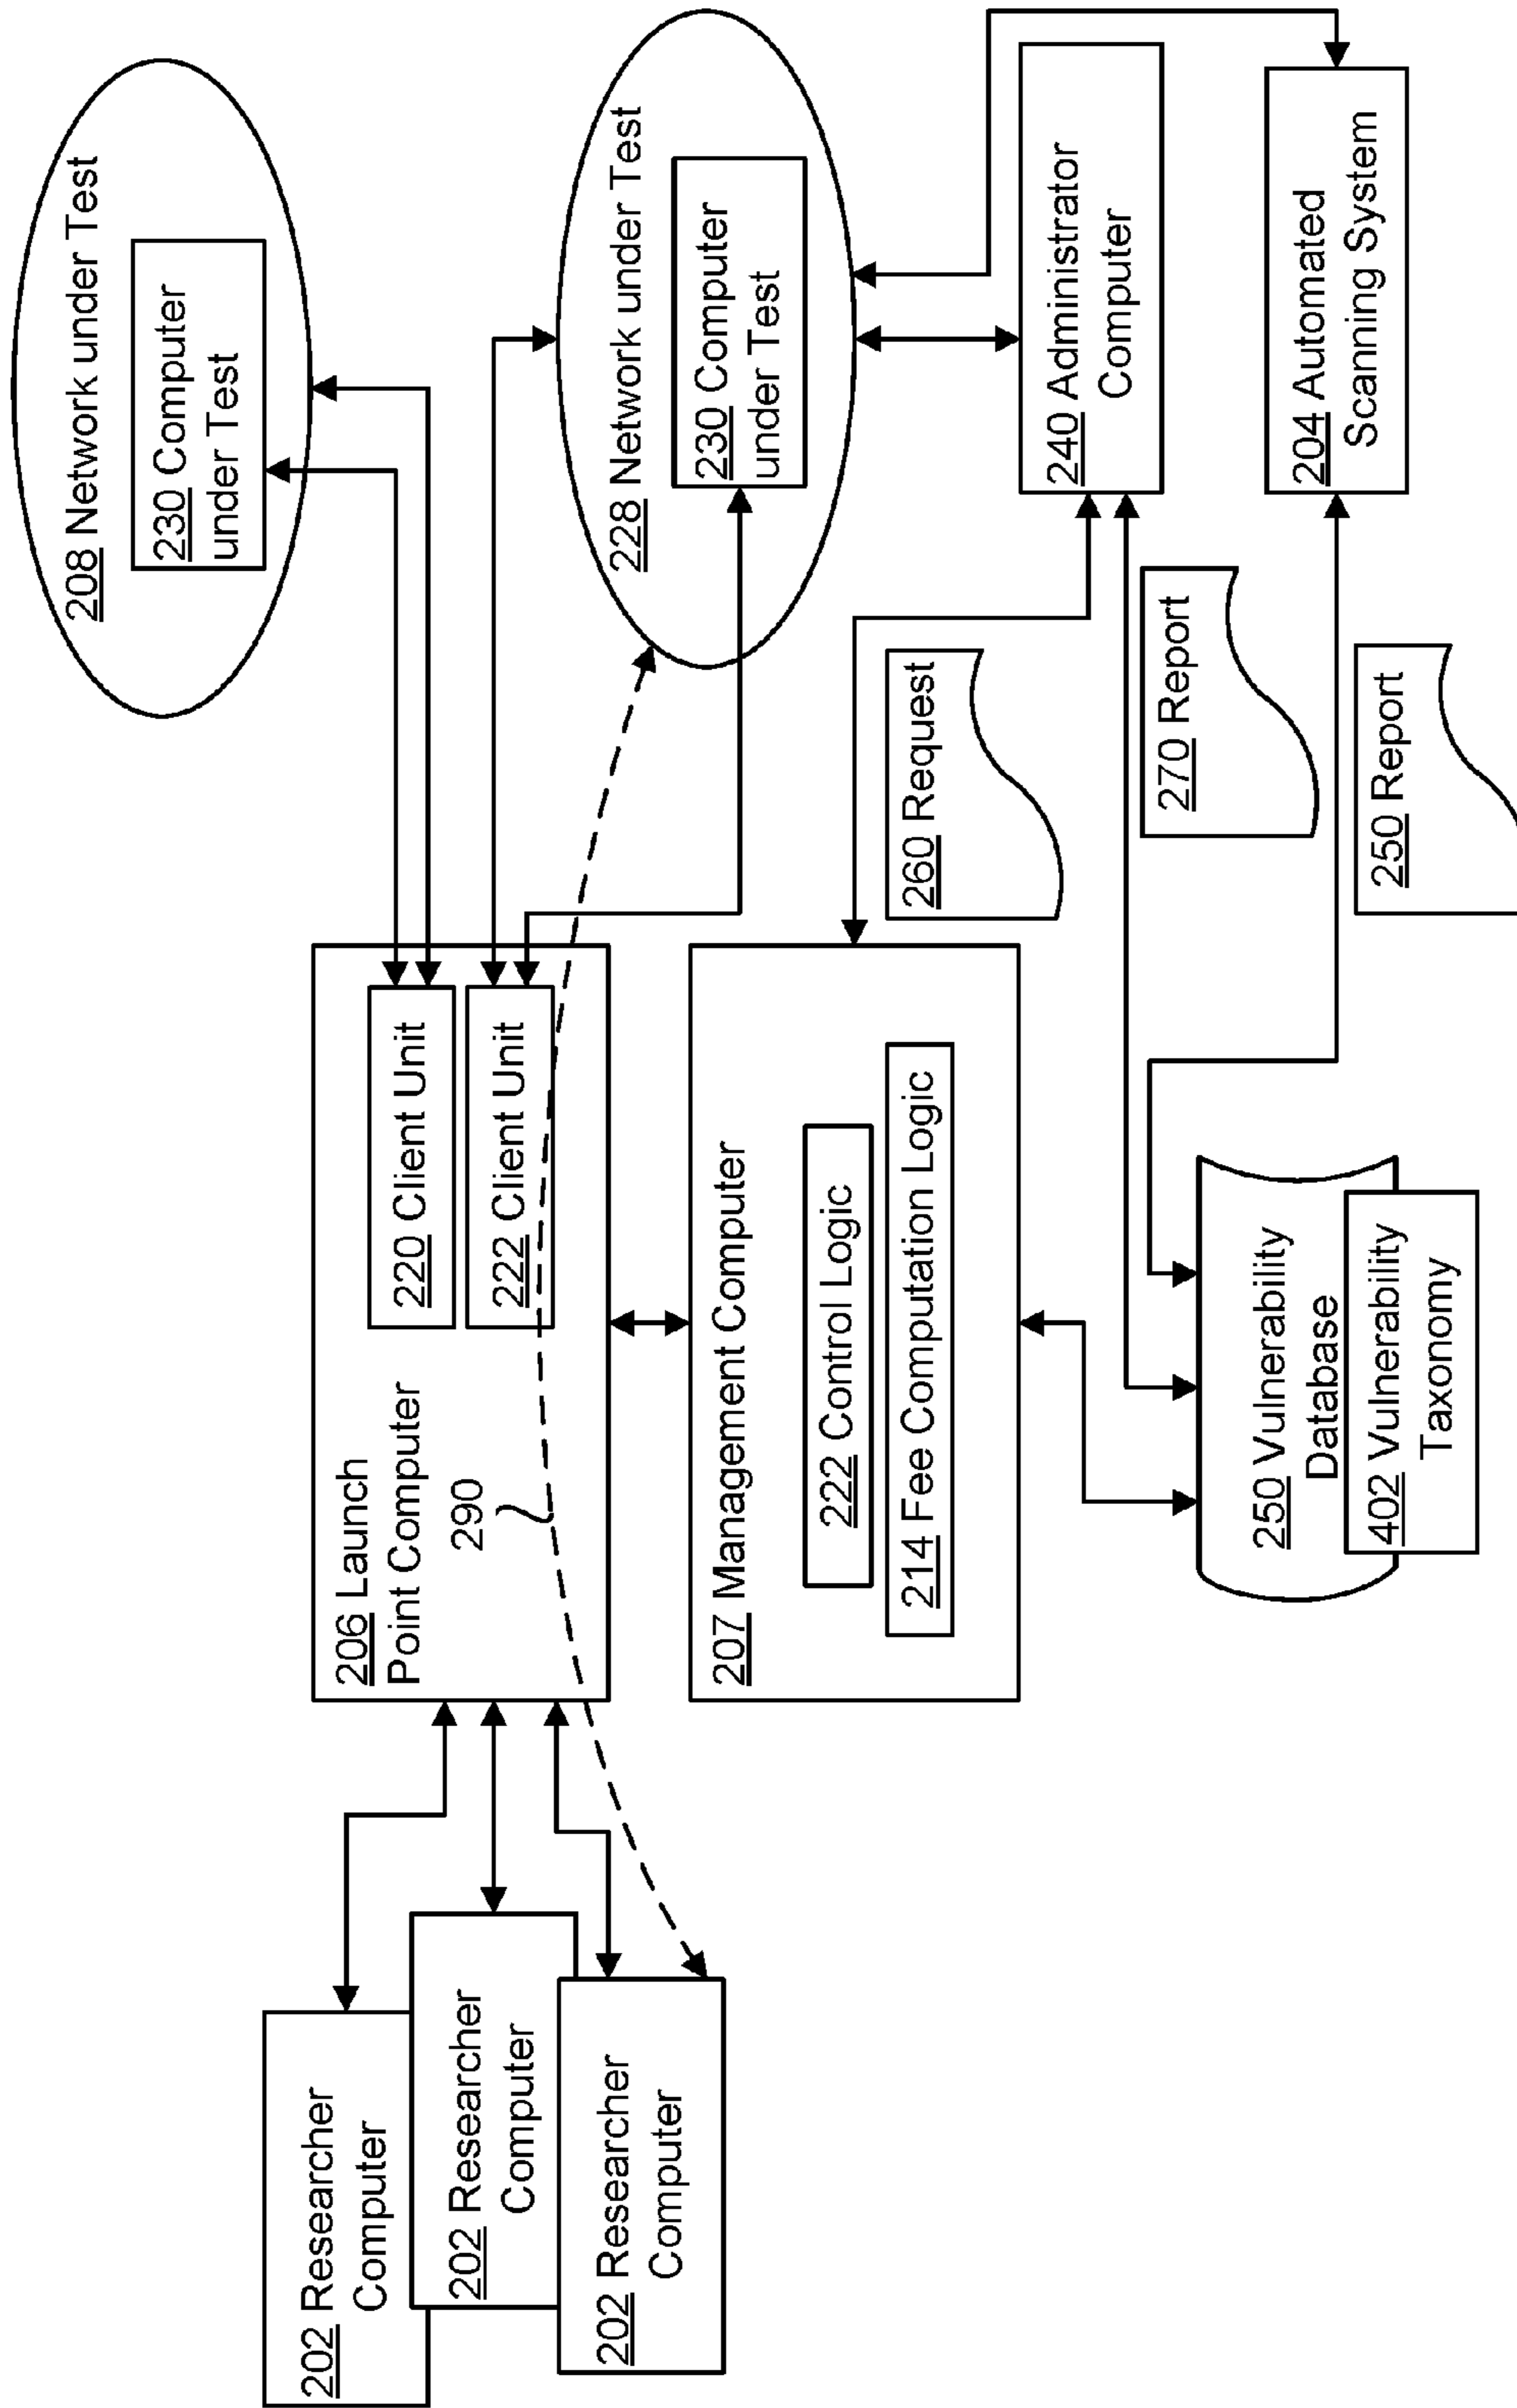 202 Researcher
Computer
202 Researcher
Computer
202 Researcher
Computer
206 Launch
Point Computer
290
220 Client Unit
222 Client Unit
207 Management Computer
222 Control Logic
214 Fee Computation Logic
250 Vulnerability
Database
402 Vulnerability
Taxonomy
208 Network under Test
230 Computer
under Test
228 Network under Test
230 Computer
under Test
260 Request
270 Report
250 Report
240 Administrator
Computer
204 Automated
Scanning System